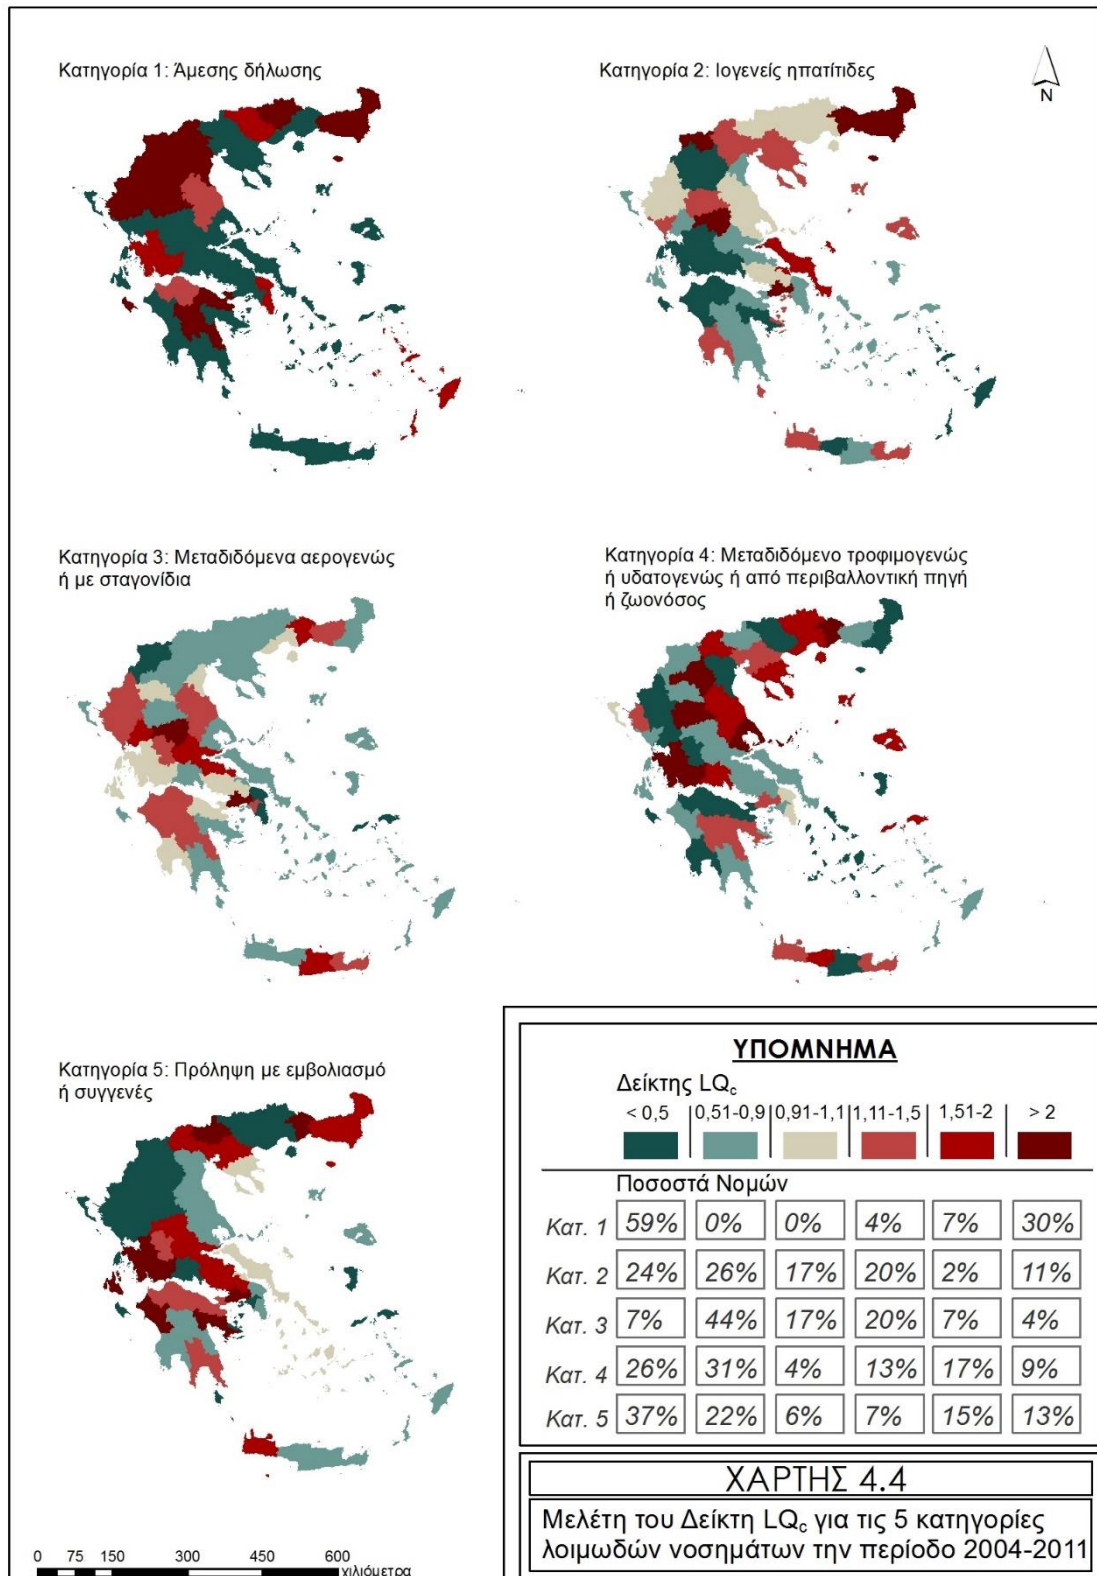 Κατηγορία 1: Άμεσης δήλωσης
Κατηγορία 2: Ιογενείς ηπατίτιδες
N
Κατηγορία 3: Μεταδιδόμενα αερογενώς
ή με σταγονίδια
Κατηγορία 4: Μεταδιδόμενο τροφιμογενώς
ή υδατογενώς ή από περιβαλλοντική πηγή
ή ζωονόσος
Κατηγορία 5: Πρόληψη με εμβολιασμό
ή συγγενές
ΥΠΟΜΝΗΜΑ
Δείκτης LQc
< 0,5 0,51-0,9 0,91-1,1 1,11-1,5 1,51-2 > 2
Ποσοστά Νομών
Κατ. 1 59% 0% 0% 4% 7% 30%
Κατ. 2 24% 26% 17% 20% 2% 11%
Κατ. 3 7% 44% 17% 20% 7% 4%
Κατ. 4 26% 31% 4% 13% 17% 9%
Κατ. 5 37% 22% 6% 7% 15% 13%
ΧΑΡΤΗΣ 4.4
Μελέτη του Δείκτη LQc για τις 5 κατηγορίες
λοιμωδών νοσημάτων την περίοδο 2004-2011
0 75 150 300 450 600
χιλιόμετρα